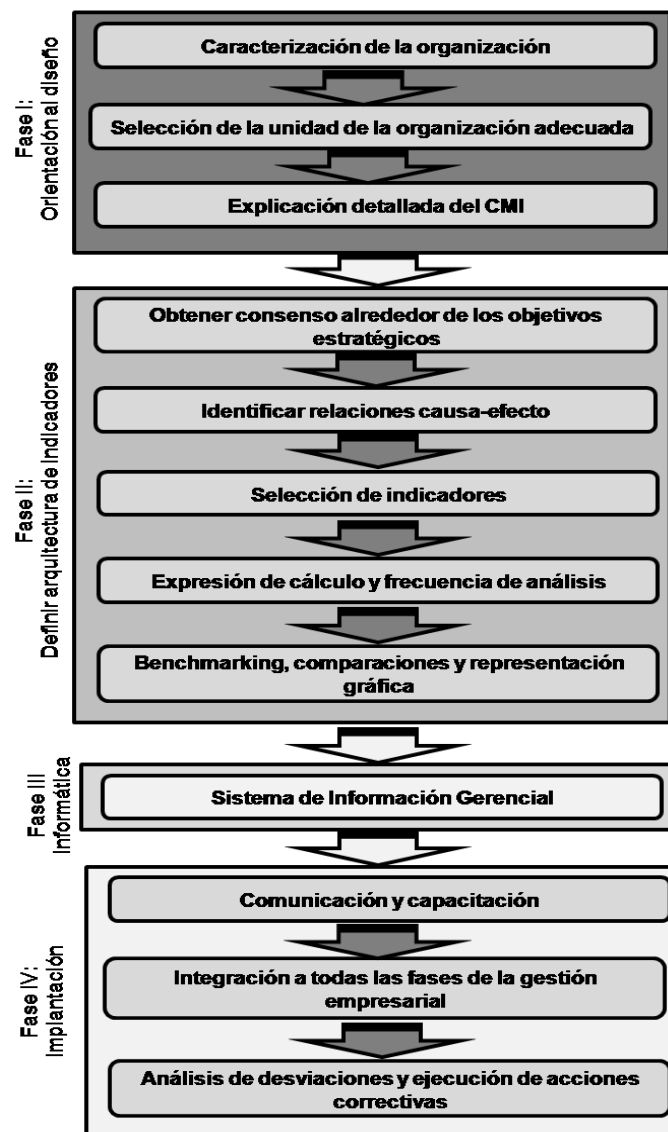 Fase I:
Orientación al diseño
Caracterización de la organización
Selección de la unidad de la organización adecuada
Explicación detallada del CMI
Fase II:
Definir arquitectura de indicadores
Obtener consenso alrededor de los objetivos
estratégicos
Identificar relaciones causa-efecto
Selección de indicadores
Expresión de cálculo y frecuencia de análisis
Benchmarking, comparaciones y representación
gráfica
Fase III
Informática
Sistema de Información Gerencial
Fase IV:
Implantación
Comunicación y capacitación
Integración a todas las fases de la gestión
empresarial
Análisis de desviaciones y ejecución de acciones
correctivas